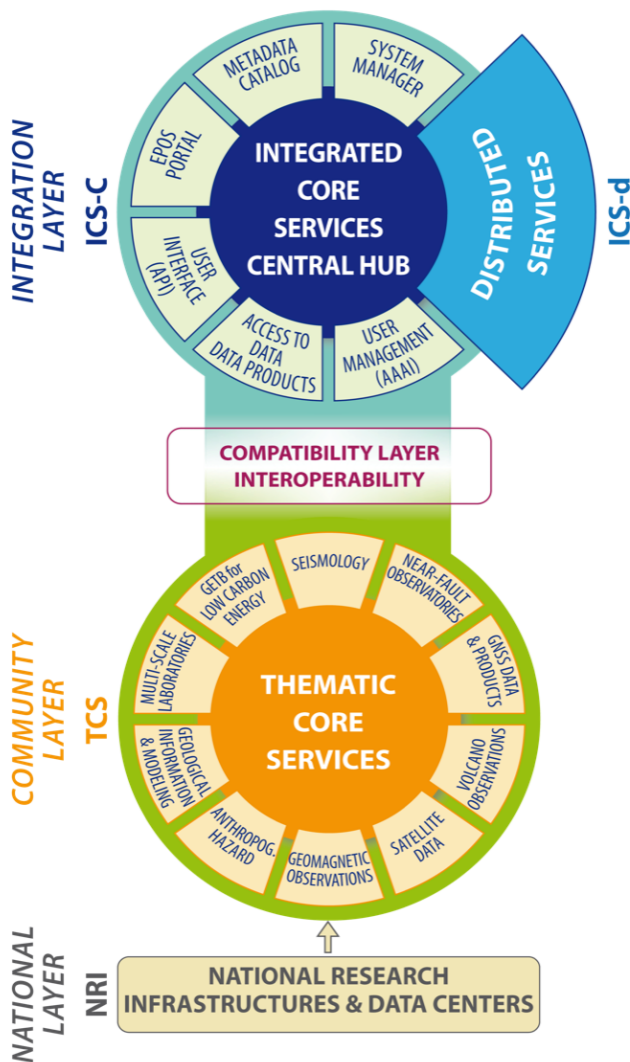 INTEGRATION
LAYER
ICS-C
METADATA
CATALOG
SYSTEM
MANAGER
EPOS
PORTAL
INTEGRATED
CORE
SERVICES
CENTRAL HUB
DISTRIBUTED
SERVICES
ICS-d
USER
INTERFACE
(API)
ACCESS TO
DATA
DATA PRODUCTS
USER
MANAGEMENT
(AAAI)
COMPATIBILITY LAYER
INTEROPERABILITY
COMMUNITY
LAYER
TCS
GETB for
LOW CARBON
ENERGY
SEISMOLOGY
NEAR-FAULT
OBSERVATORIES
MULTI-SCALE
LABORATORIES
GNSS DATA
& PRODUCTS
THEMATIC
CORE
SERVICES
GEOLOGICAL
INFORMATION
& MODELING
VOLCANO
OBSERVATIONS
ANTHROPOG.
HAZARD
GEOMAGNETIC
OBSERVATIONS
SATELLITE
DATA
NATIONAL
LAYER
NRI
NATIONAL RESEARCH
INFRASTRUCTURES & DATA CENTERS